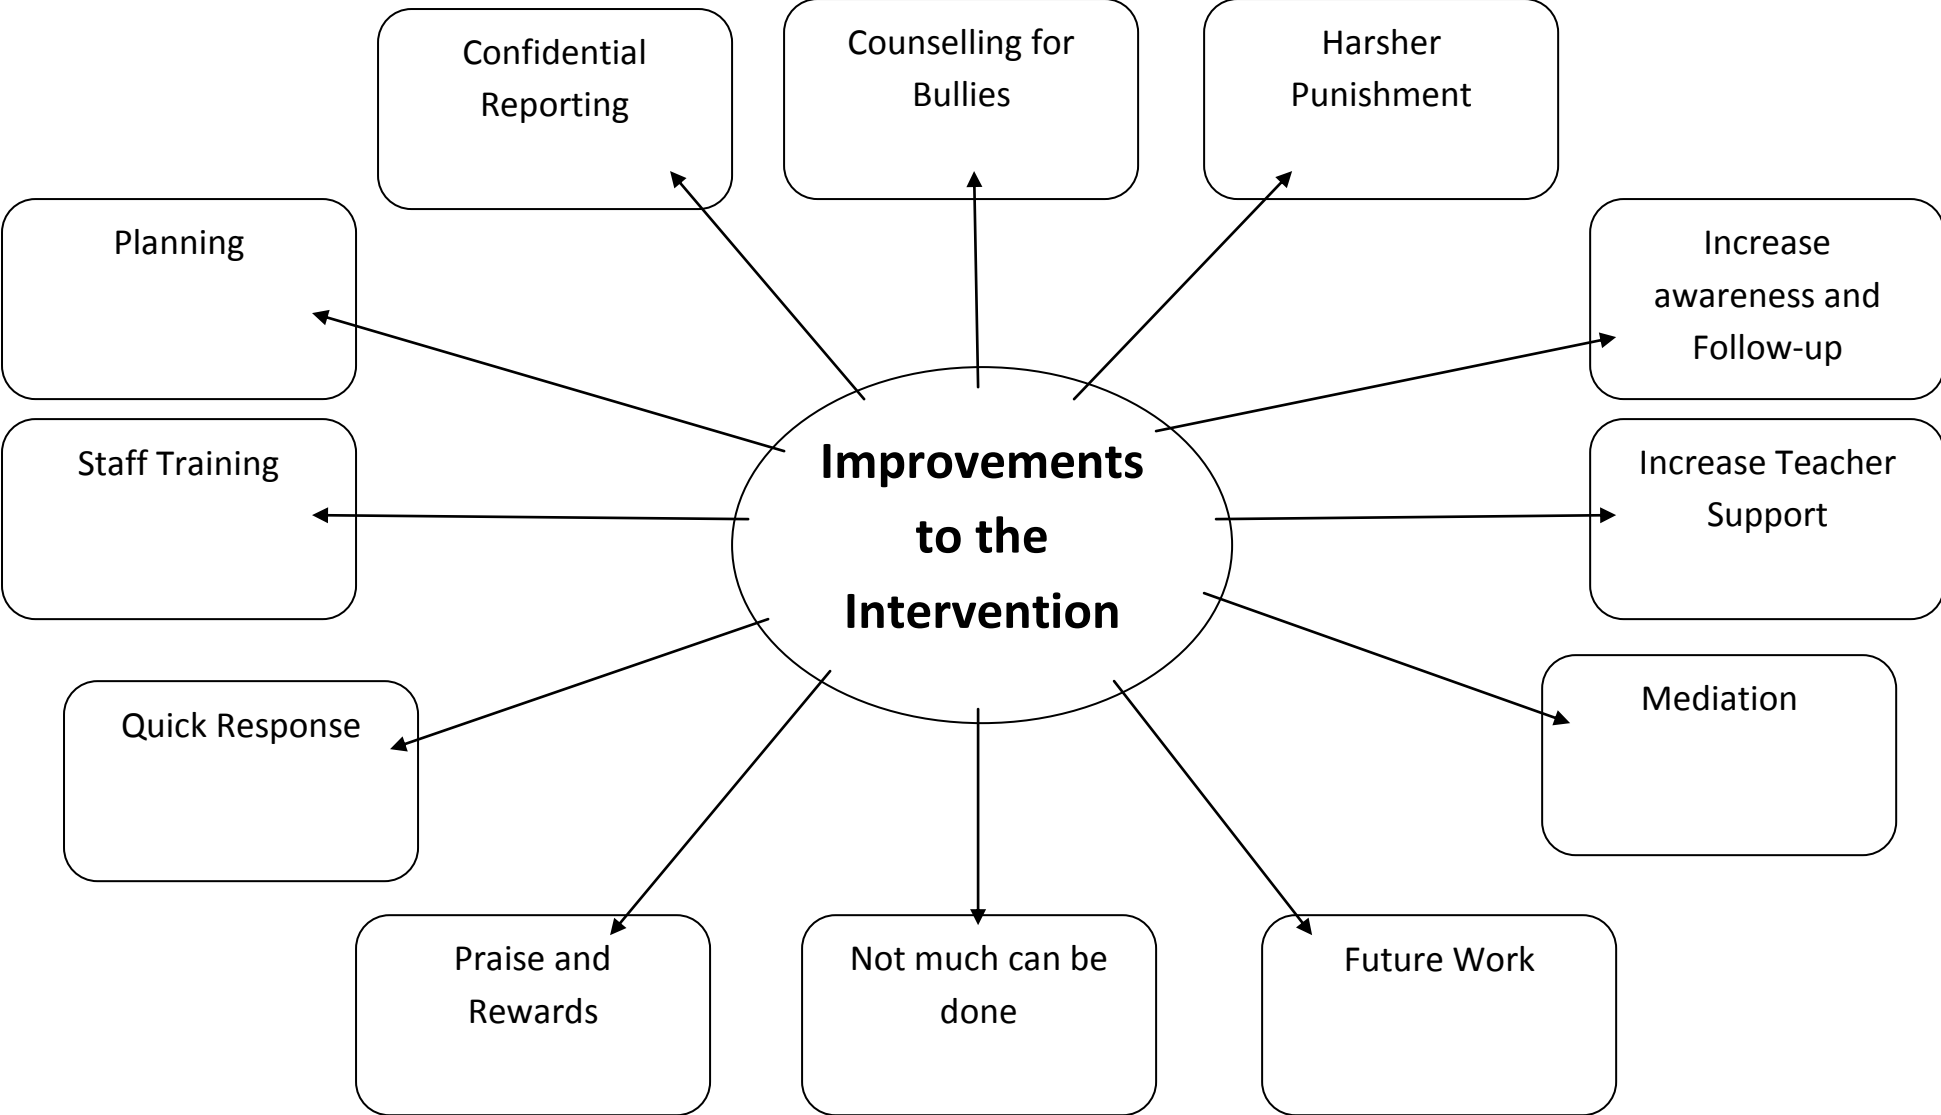 Confidential
Reporting
Counselling for
Bullies
Harsher
Punishment
Planning
Increase
awareness and
Follow-up
Staff Training
Improvements
to the
Intervention
Increase Teacher
Support
Quick Response
Mediation
Praise and
Rewards
Not much can be
done
Future Work